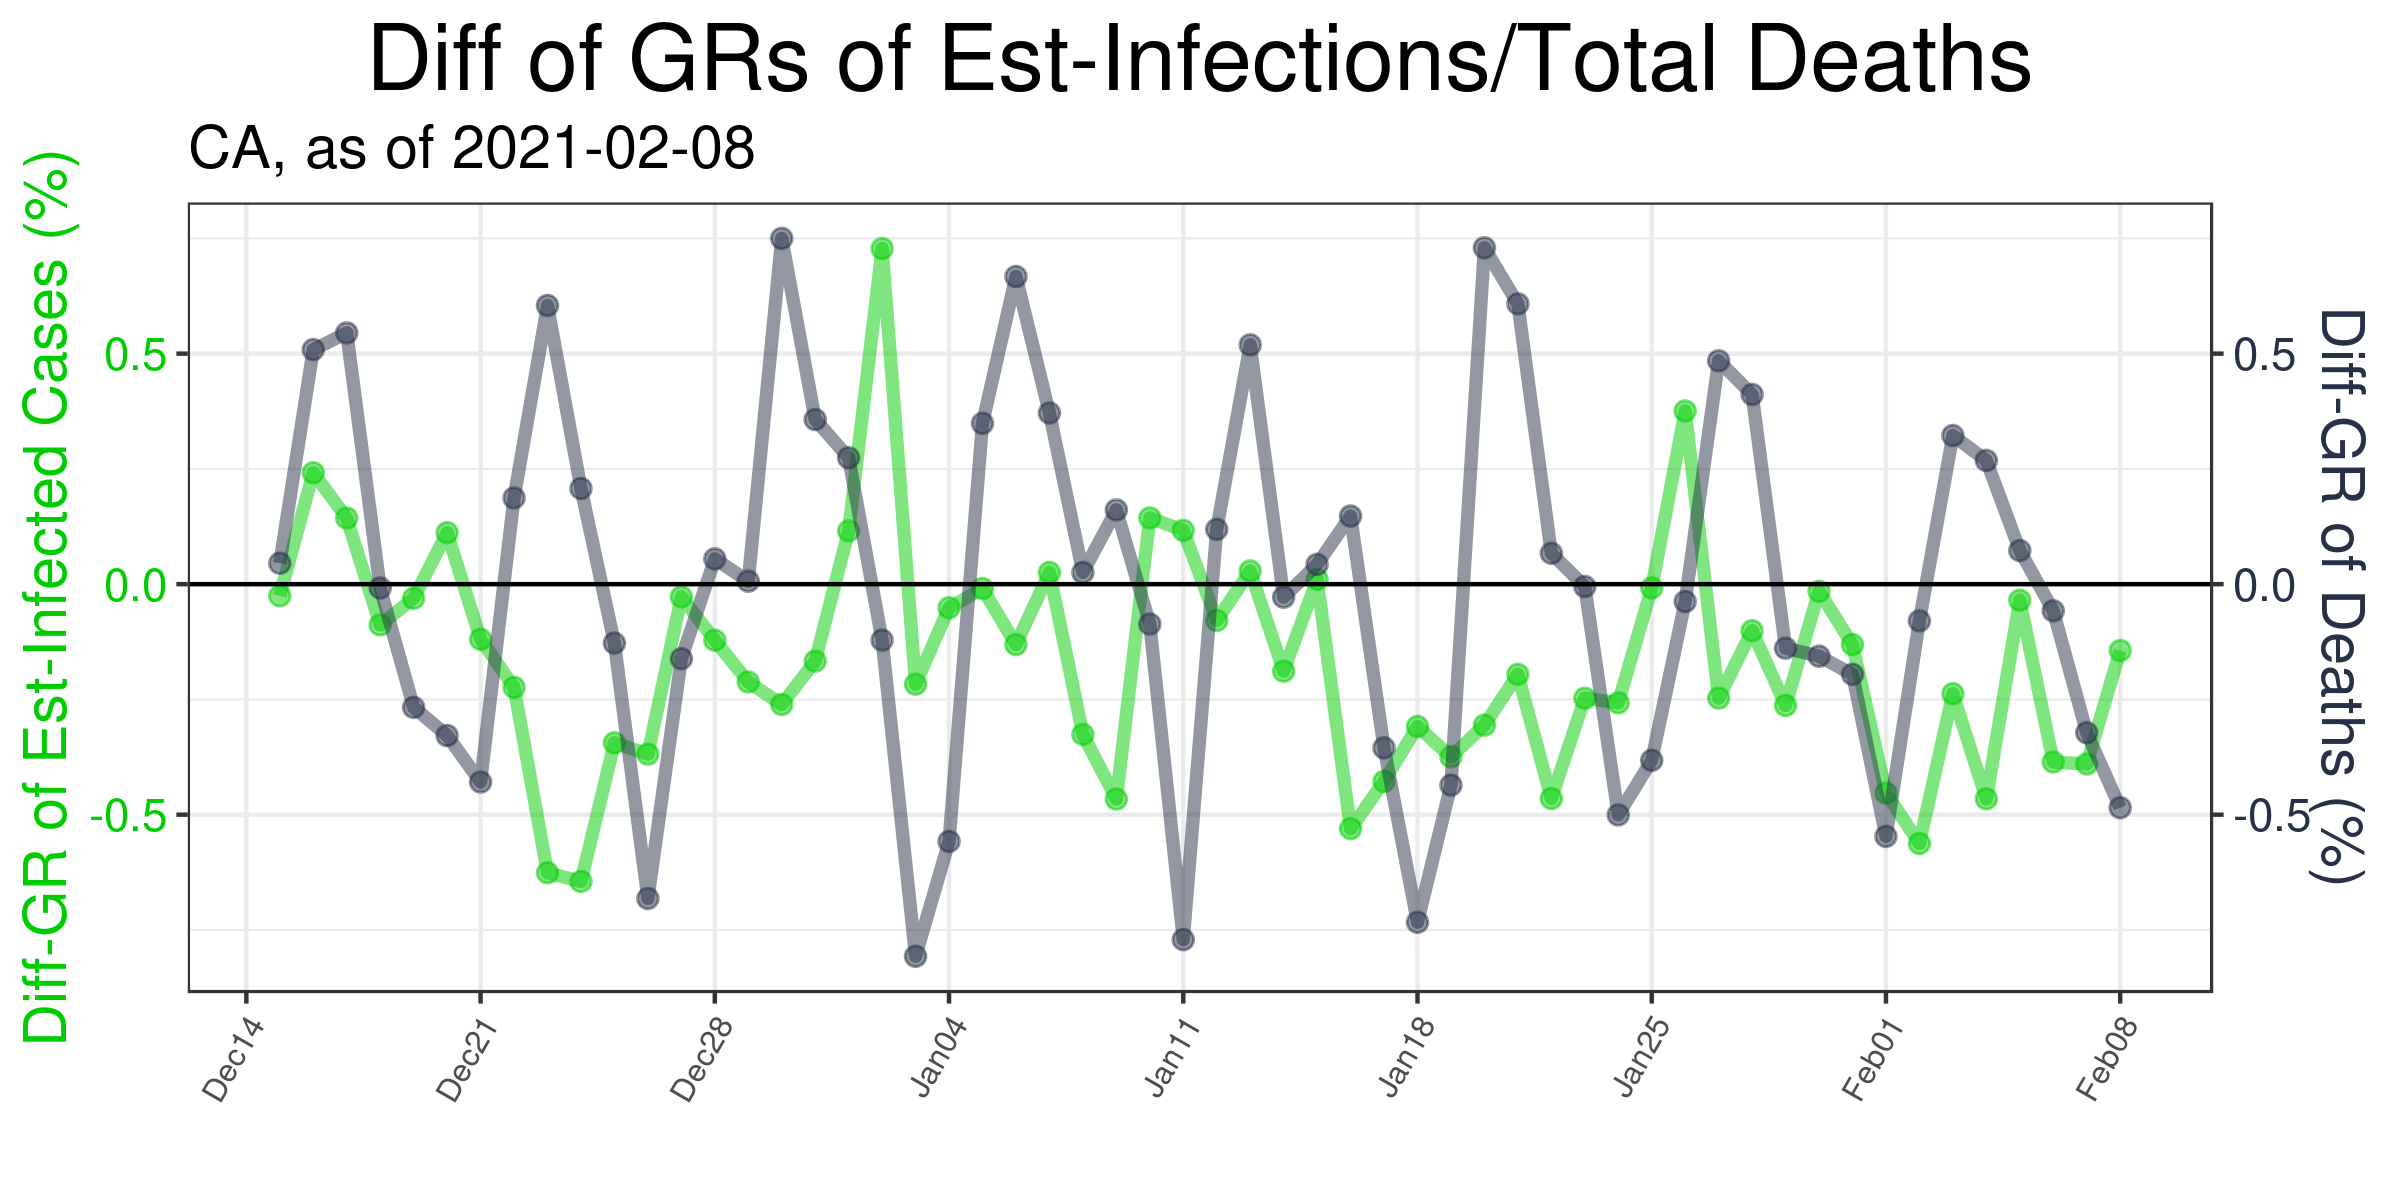 Diff of GRs of Est-Infections/Total Deaths
CA, as of 2021-02-08
Diff-GR of Est-Infected Cases (%)
0.5
0.0
-0.5
0.5
0.0
-0.5
Diff-GR of Deaths (%)
Dec14
Dec21
Dec28
Jan04
Jan11
Jan18
Jan25
Feb01
Feb08